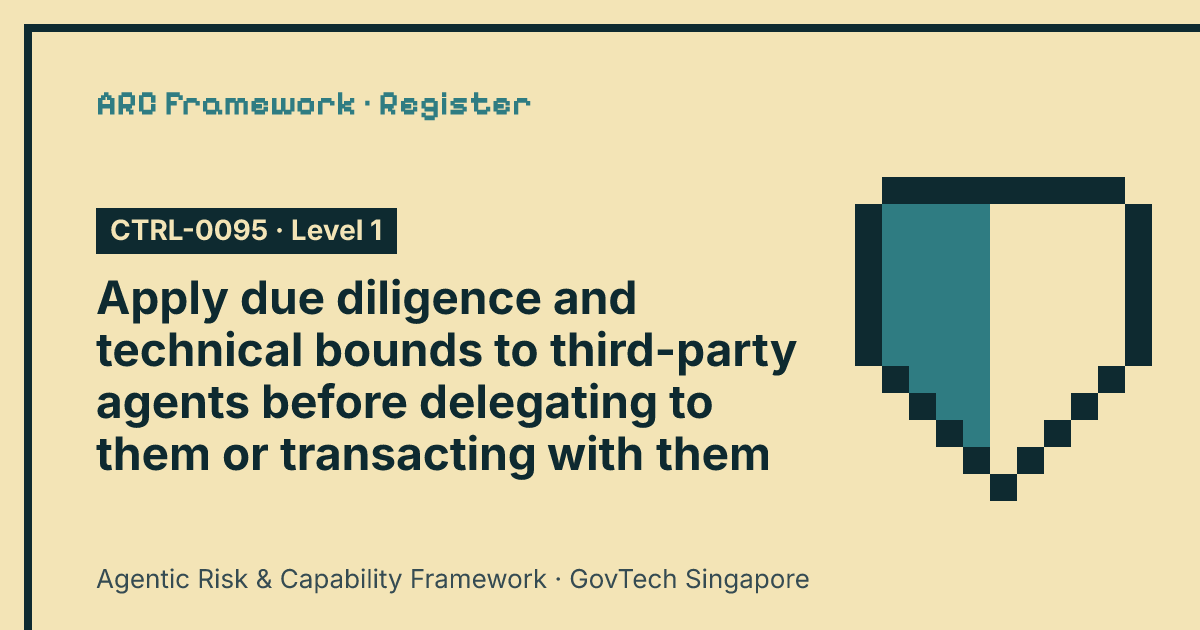 ARC Framework · Register
CTRL-0095 · Level 1
Apply due diligence and
technical bounds to third-party
agents before delegating to
them or transacting with them
Agentic Risk & Capability Framework · GovTech Singapore